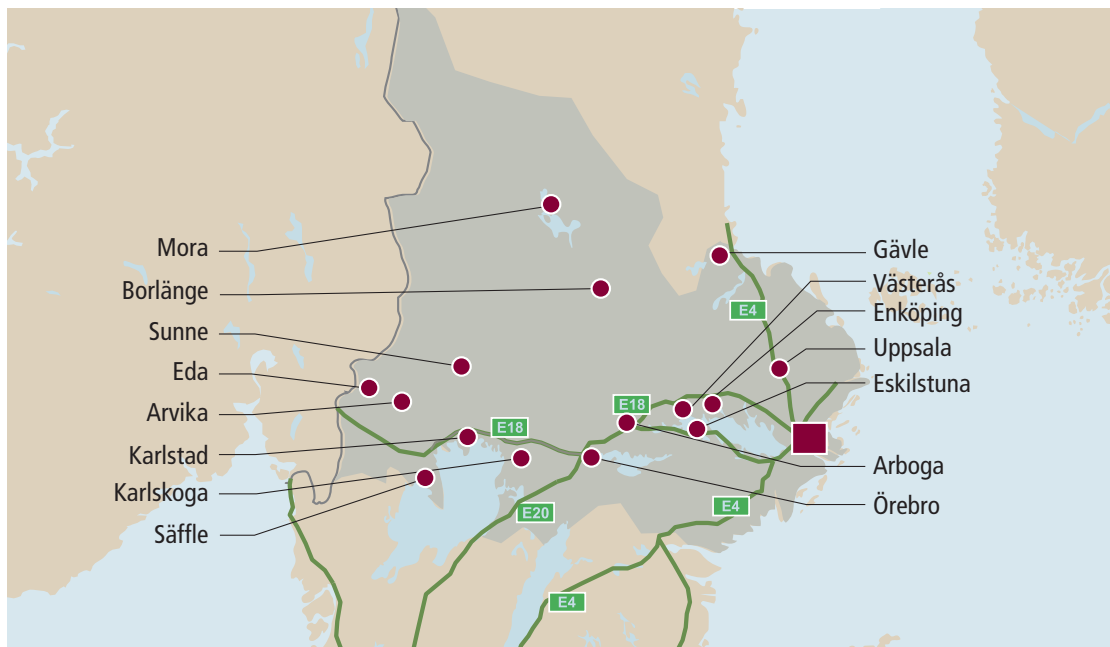 Mora
Borlänge
Sunne
Eda
Arvika
Karlstad
Karlskoga
Säffle
Gävle
Västerås
Enköping
Uppsala
Eskilstuna
Arboga
Örebro
E4
E18
E18
E20
E4
E4